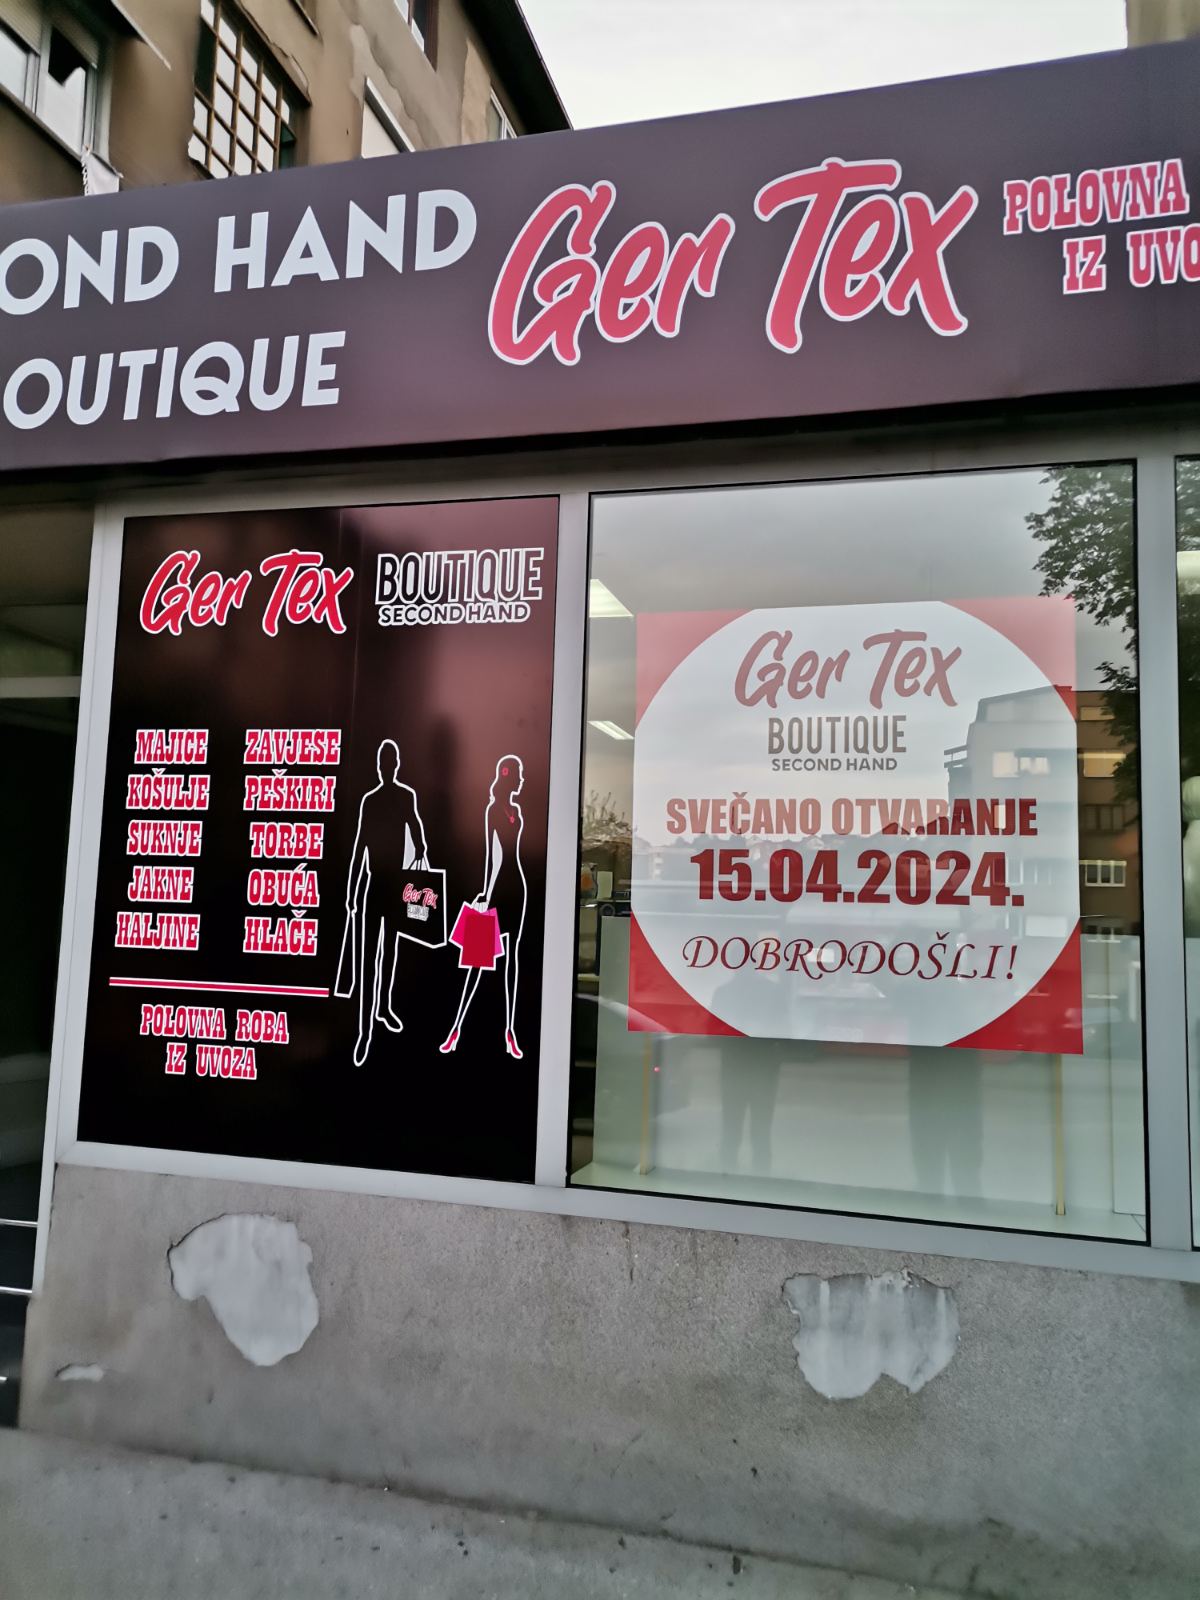 OND HAND
OUTIQUE
Ger Tex
POLOVNA
IZ UVO
Ger Tex
BOUTIQUE
SECOND HAND
MAJICE
KOŠULJE
SUKNJE
JAKNE
HALJINE
ZAVJESE
PEŠKIRI
TORBE
OBUĆA
HLAČE
POLOVNA ROBA
IZ UVOZA
Ger Tex
Ger Tex
BOUTIQUE
SECOND HAND
SVEČANO OTVARANJE
15.04.2024.
DOBRODOŠLI!